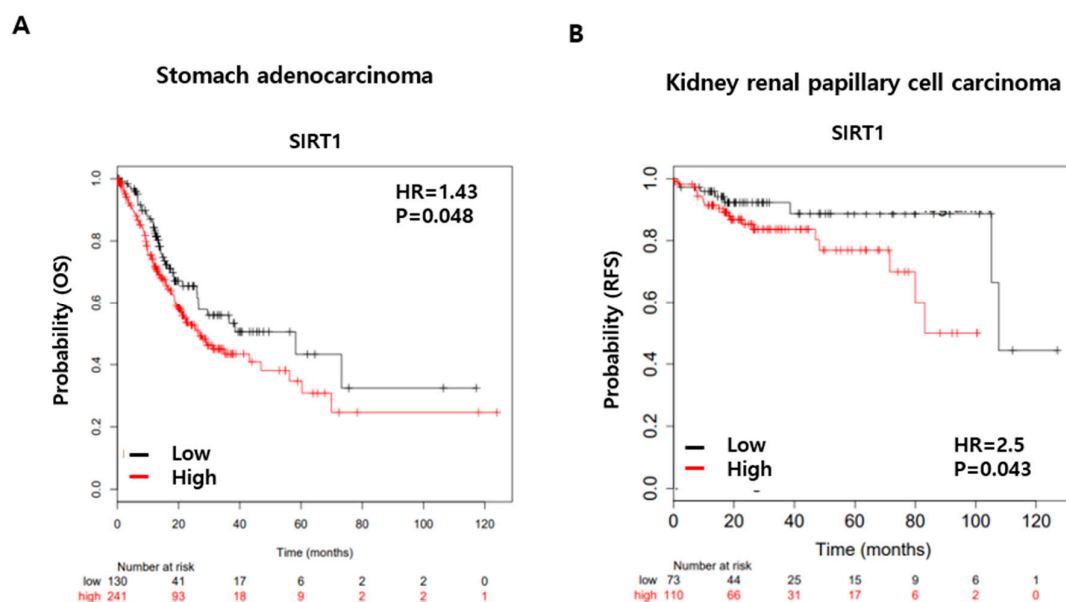 A
Stomach adenocarcinoma
SIRT1
HR=1.43
P=0.048
Probability (OS)
1.0
0.8
0.6
0.4
0.2
0.0
Low
High
0 20 40 60 80 100 120
Time (months)
Number at risk
low 130 41 17 6 2 2 0
high 241 93 18 9 2 2 1
B
Kidney renal papillary cell carcinoma
SIRT1
Probability (RFS)
1.0
0.8
0.6
0.4
0.2
0.0
Low
High
HR=2.5
P=0.043
0 20 40 60 80 100 120
Time (months)
Number at risk
low 73 44 25 15 9 6 1
high 110 66 31 17 6 2 0